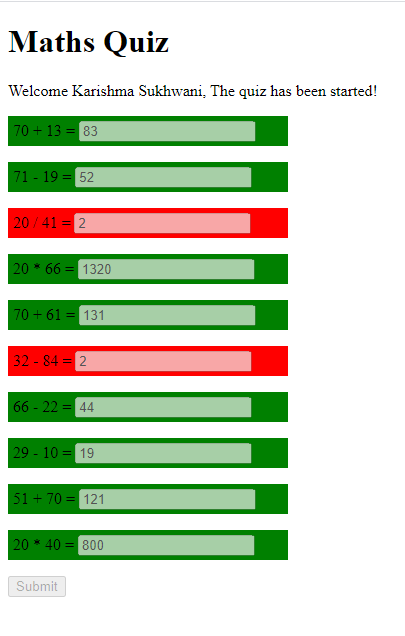 Maths Quiz
Welcome Karishma Sukhwani, The quiz has been started!
70 + 13 = 83
71 - 19 = 52
20 / 41 = 2
20 * 66 = 1320
70 + 61 = 131
32 - 84 = 2
66 - 22 = 44
29 - 10 = 19
51 + 70 = 121
20 * 40 = 800
Submit